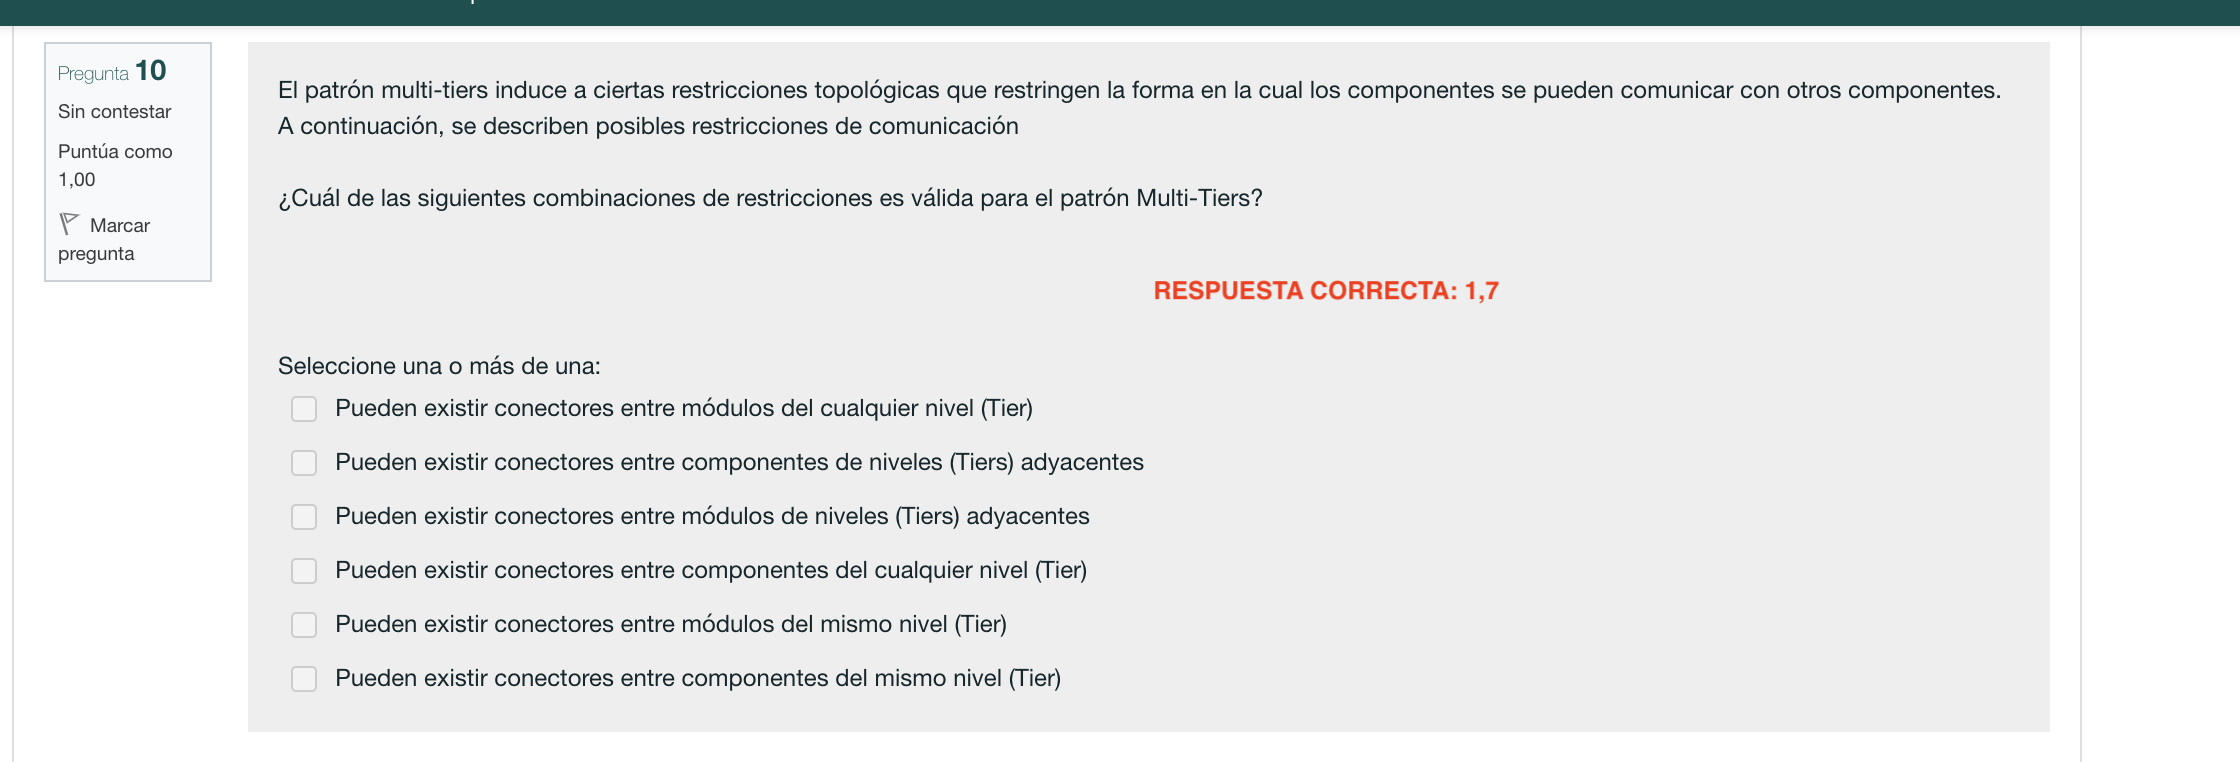 Pregunta 10
Sin contestar
Puntúa como
1,00
Marcar
pregunta
El patrón multi-tiers induce a ciertas restricciones topológicas que restringen la forma en la cual los componentes se pueden comunicar con otros componentes.
A continuación, se describen posibles restricciones de comunicación
¿Cuál de las siguientes combinaciones de restricciones es válida para el patrón Multi-Tiers?
RESPUESTA CORRECTA: 1,7
Seleccione una o más de una:
Pueden existir conectores entre módulos del cualquier nivel (Tier)
Pueden existir conectores entre componentes de niveles (Tiers) adyacentes
Pueden existir conectores entre módulos de niveles (Tiers) adyacentes
Pueden existir conectores entre componentes del cualquier nivel (Tier)
Pueden existir conectores entre módulos del mismo nivel (Tier)
Pueden existir conectores entre componentes del mismo nivel (Tier)